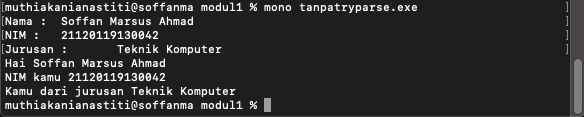 [muthiakanianastiti@soffanma modul1 % mono tanpatryparse.exe
[Nama :  Soffan Marsus Ahmad
[NIM :   21120119130042
[Jurusan :       Teknik Komputer
Hai Soffan Marsus Ahmad
NIM kamu 21120119130042
Kamu dari jurusan Teknik Komputer
muthiakanianastiti@soffanma modul1 %